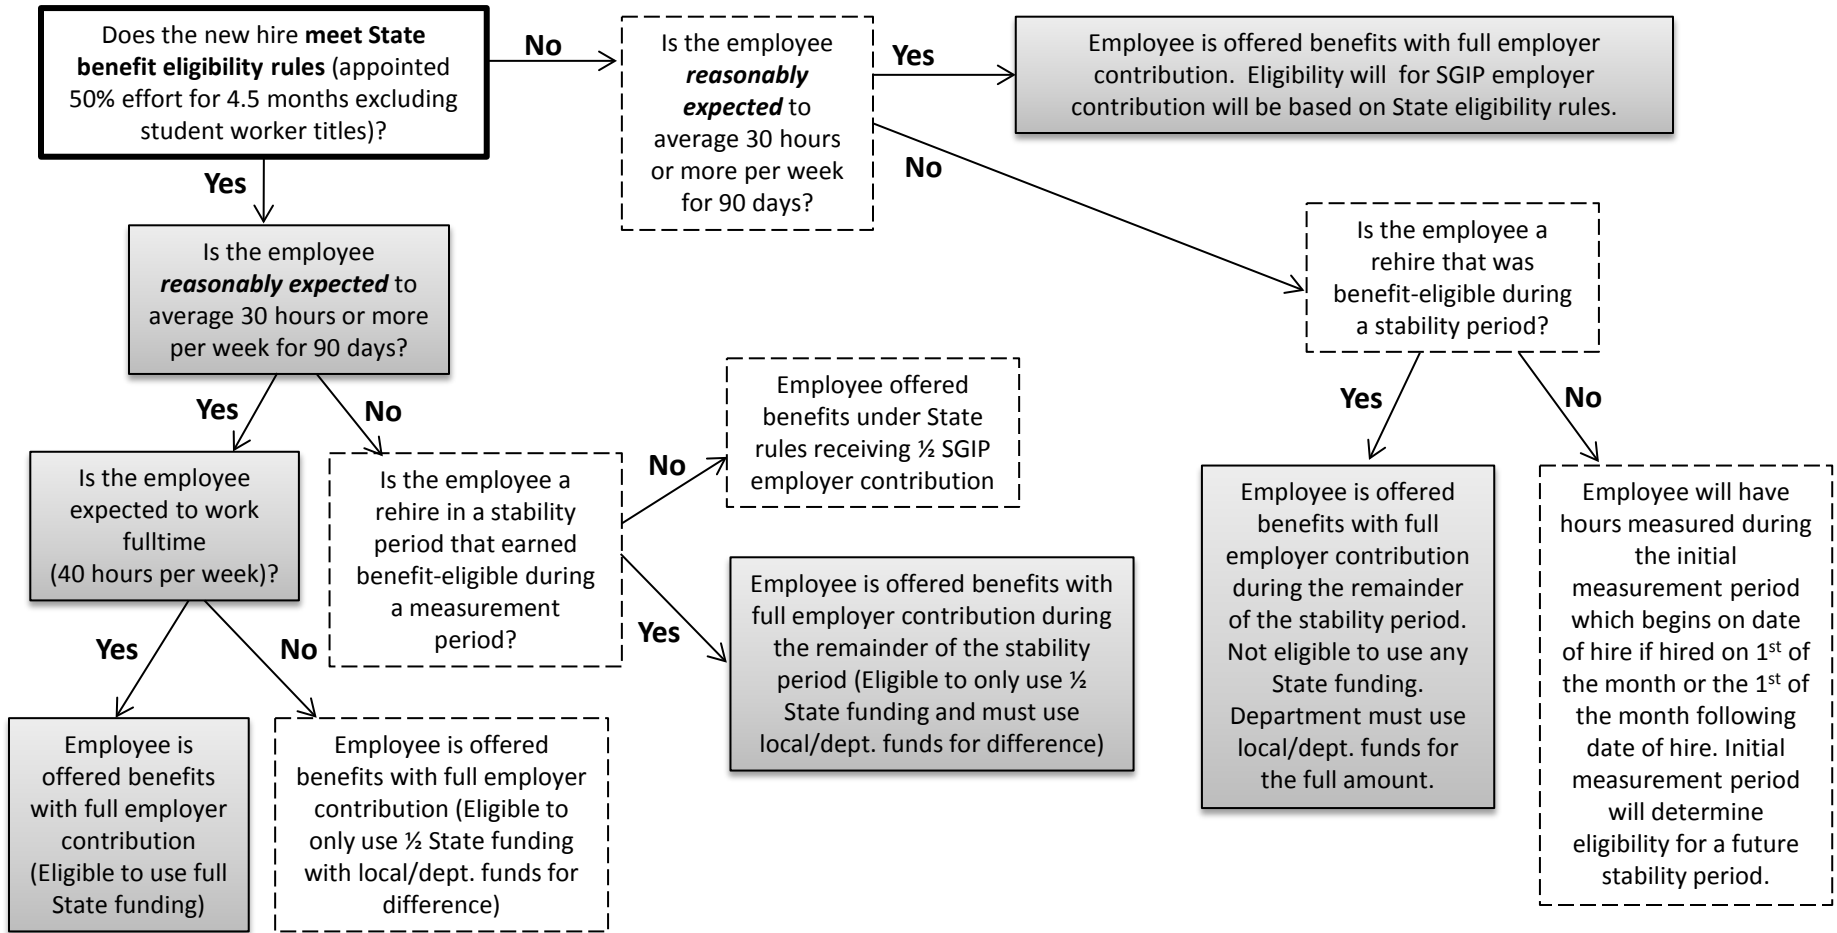 Does the new hire meet State
benefit eligibility rules (appointed
50% effort for 4.5 months excluding
student worker titles)?
No
Is the employee
reasonably
expected to
average 30 hours
or more per week
for 90 days?
Yes
Employee is offered benefits with full employer
contribution.  Eligibility will  for SGIP employer
contribution will be based on State eligibility rules.
No
Yes
Is the employee
reasonably expected to
average 30 hours or more
per week for 90 days?
Is the employee a
rehire that was
benefit-eligible during
a stability period?
Yes
No
Yes
No
Is the employee
expected to work
fulltime
(40 hours per week)?
Is the employee a
rehire in a stability
period that earned
benefit-eligible during
a measurement
period?
No
Employee offered
benefits under State
rules receiving ½ SGIP
employer contribution
Yes
Employee is offered benefits with
full employer contribution during
the remainder of the stability
period (Eligible to only use ½
State funding and must use
local/dept. funds for difference)
Employee is offered
benefits with full
employer contribution
during the remainder
of the stability period.
Not eligible to use any
State funding.
Department must use
local/dept. funds for
the full amount.
Employee will have
hours measured during
the initial
measurement period
which begins on date
of hire if hired on 1st of
the month or the 1st of
the month following
date of hire. Initial
measurement period
will determine
eligibility for a future
stability period.
Yes
No
Employee is
offered benefits
with full employer
contribution
(Eligible to use full
State funding)
Employee is offered
benefits with full employer
contribution (Eligible to
only use ½ State funding
with local/dept. funds for
difference)